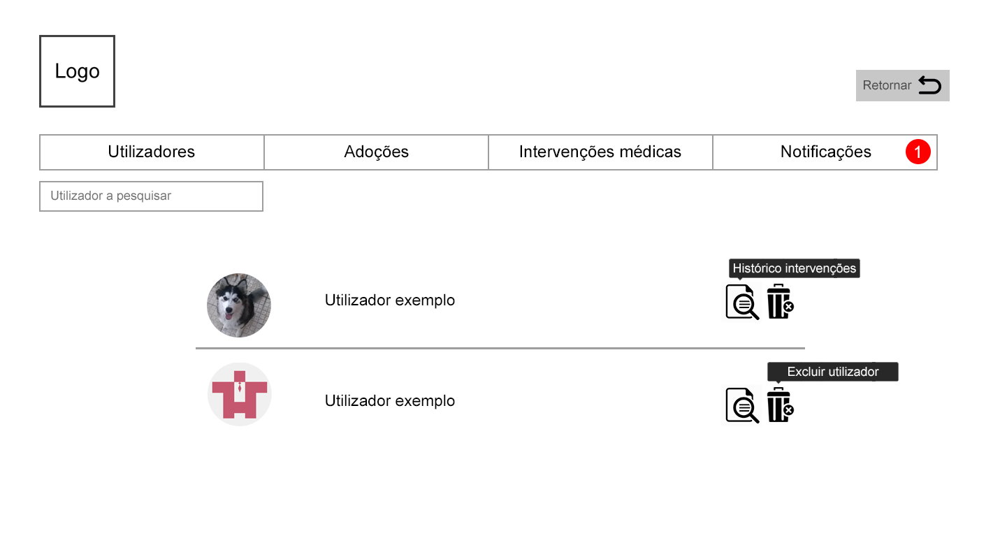 Logo
Retornar
Utilizadores
Adoções
Intervenções médicas
Notificações
1
Utilizador a pesquisar
Histórico intervenções
Utilizador exemplo
Excluir utilizador
Utilizador exemplo